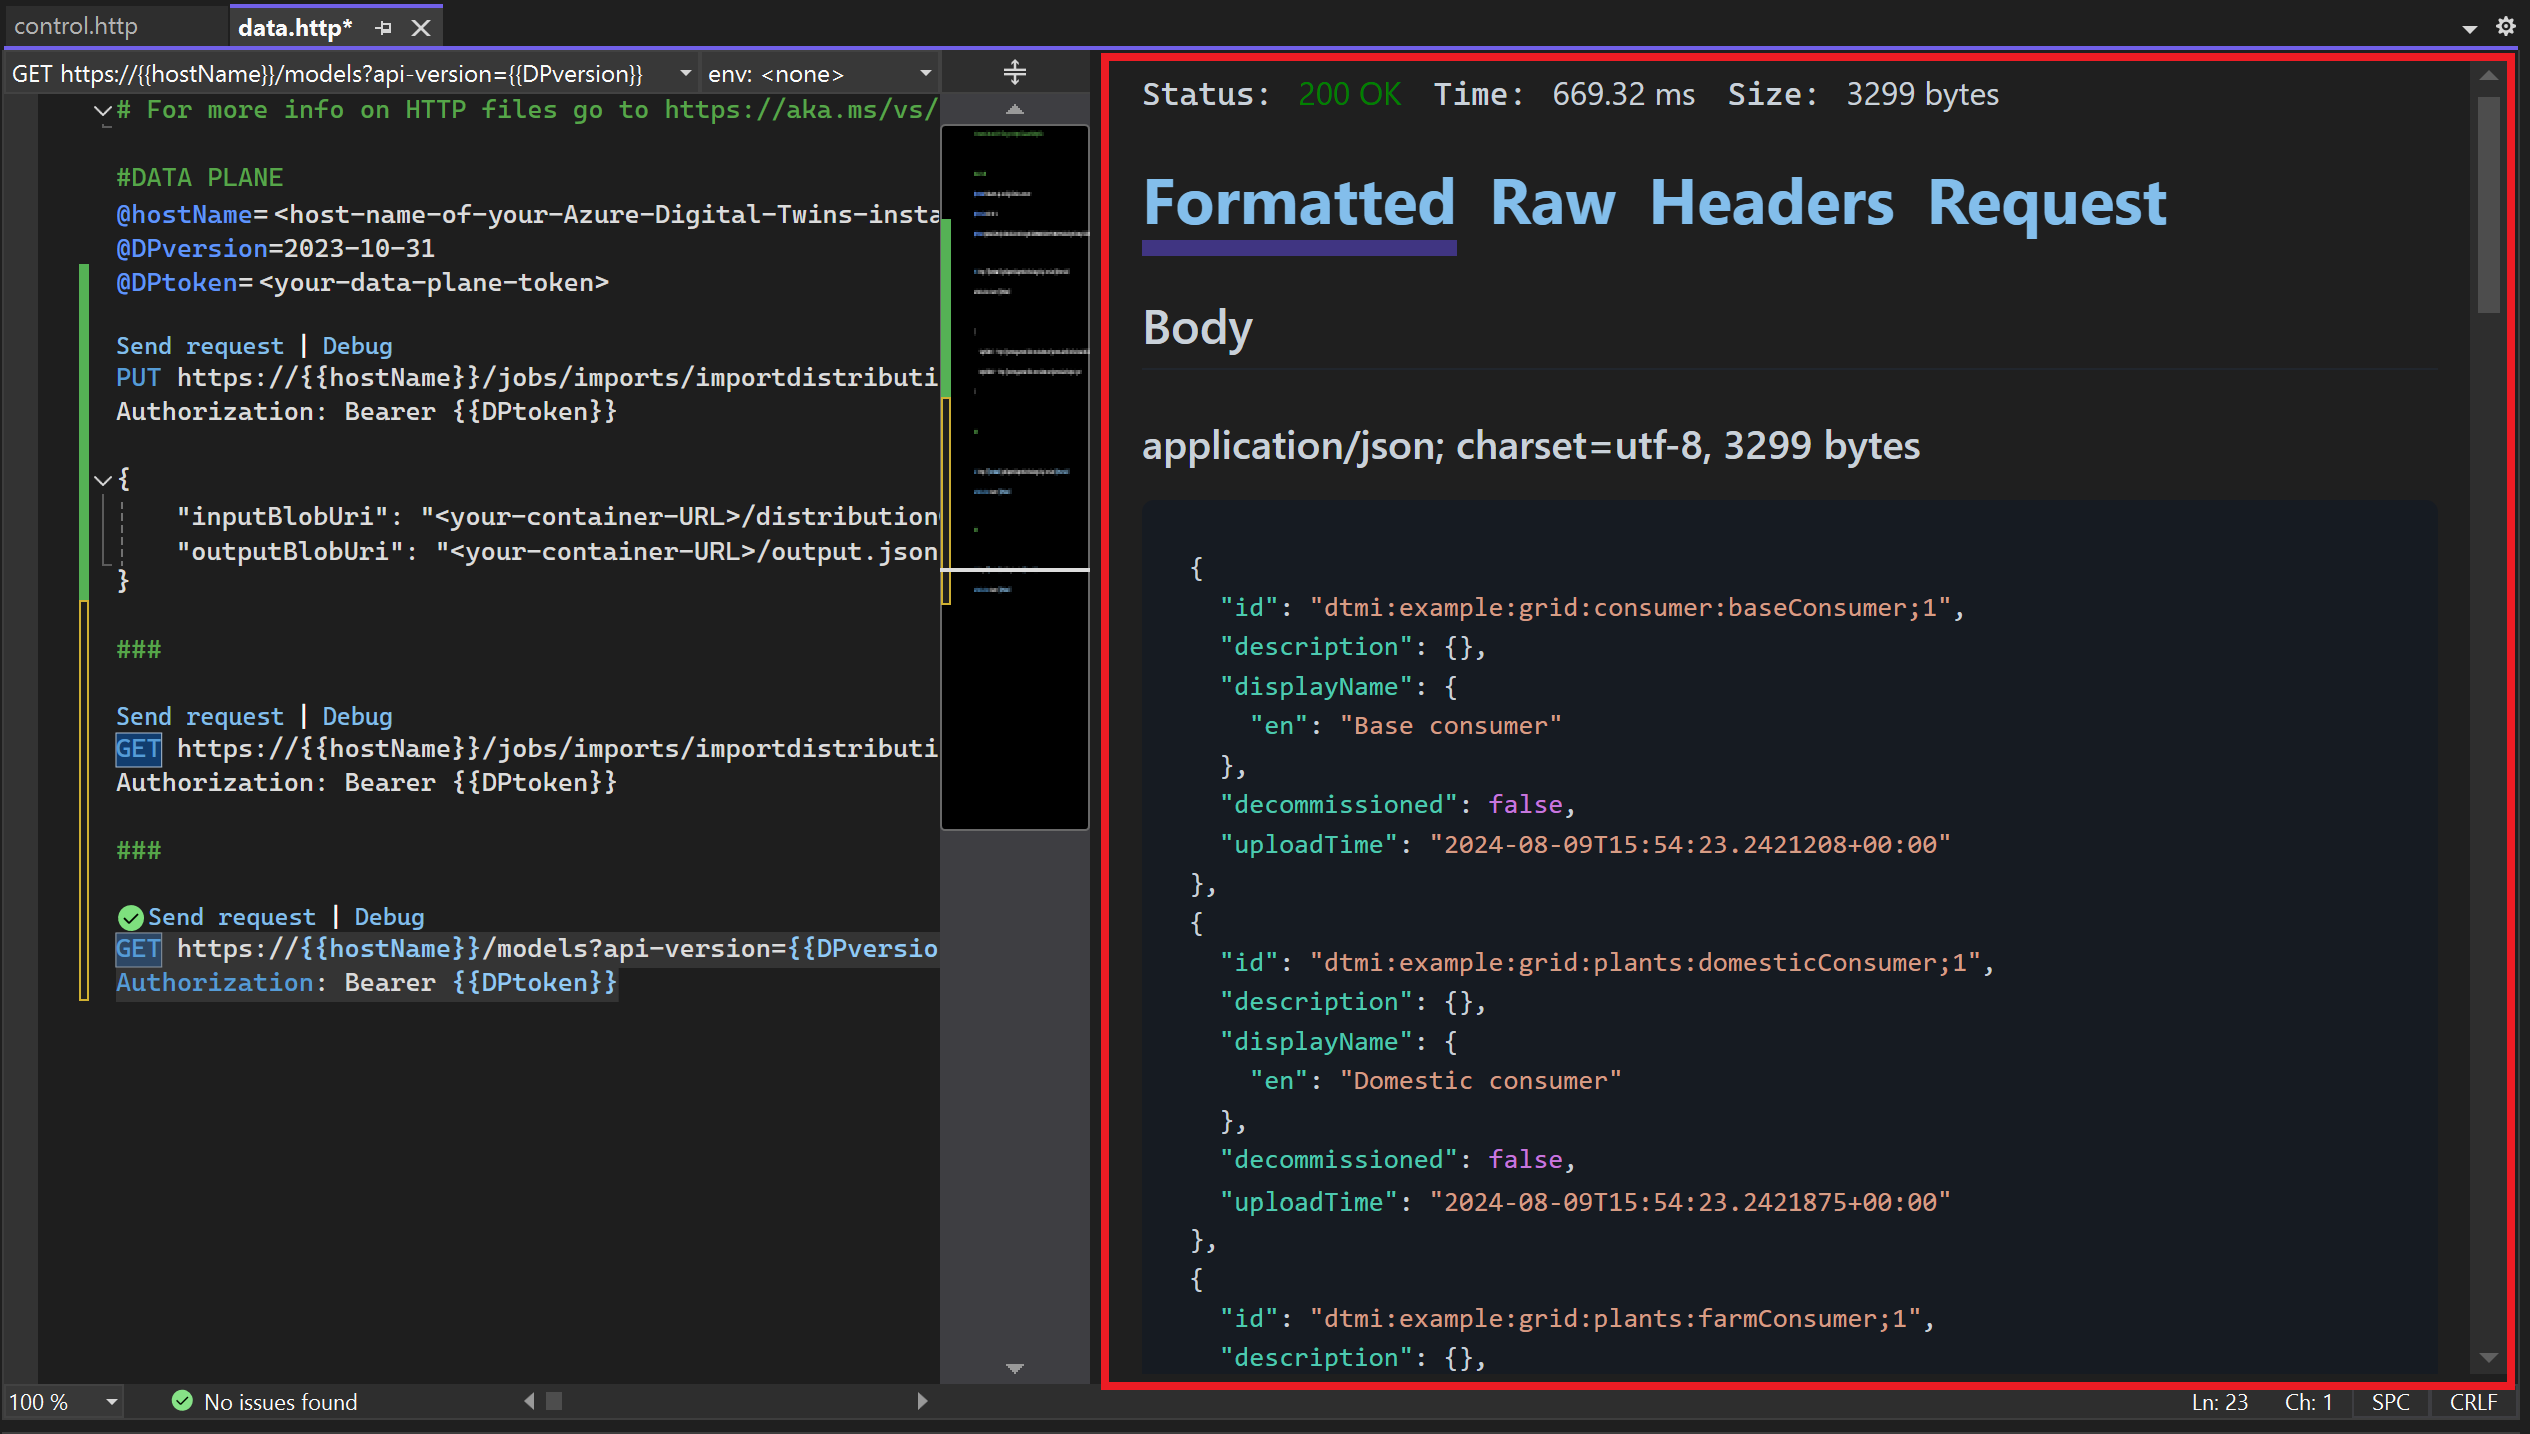 control.http
data.http*
GET https://{{hostName}}/models?api-version={{DPversion}}
env: <none>
# For more info on HTTP files go to https://aka.ms/vs/
#DATA PLANE
@hostName=<host-name-of-your-Azure-Digital-Twins-insta
@DPversion=2023-10-31
@DPtoken=<your-data-plane-token>
Send request | Debug
PUT https://{{hostName}}/jobs/imports/importdistributi
Authorization: Bearer {{DPtoken}}
{
"inputBlobUri": "<your-container-URL>/distribution
"outputBlobUri": "<your-container-URL>/output.json
}
###
Send request | Debug
GET https://{{hostName}}/jobs/imports/importdistributi
Authorization: Bearer {{DPtoken}}
###
Send request | Debug
GET https://{{hostName}}/models?api-version={{DPversio
Authorization: Bearer {{DPtoken}}
100 %
No issues found
Status: 200 OK Time: 669.32 ms Size: 3299 bytes
Formatted Raw Headers Request
Body
application/json; charset=utf-8, 3299 bytes
{
"id": "dtmi:example:grid:consumer:baseConsumer;1",
"description": {},
"displayName": {
"en": "Base consumer"
},
"decommissioned": false,
"uploadTime": "2024-08-09T15:54:23.2421208+00:00"
},
{
"id": "dtmi:example:grid:plants:domesticConsumer;1",
"description": {},
"displayName": {
"en": "Domestic consumer"
},
"decommissioned": false,
"uploadTime": "2024-08-09T15:54:23.2421875+00:00"
},
{
"id": "dtmi:example:grid:plants:farmConsumer;1",
"description": {},
Ln: 23 Ch: 1 SPC CRLF